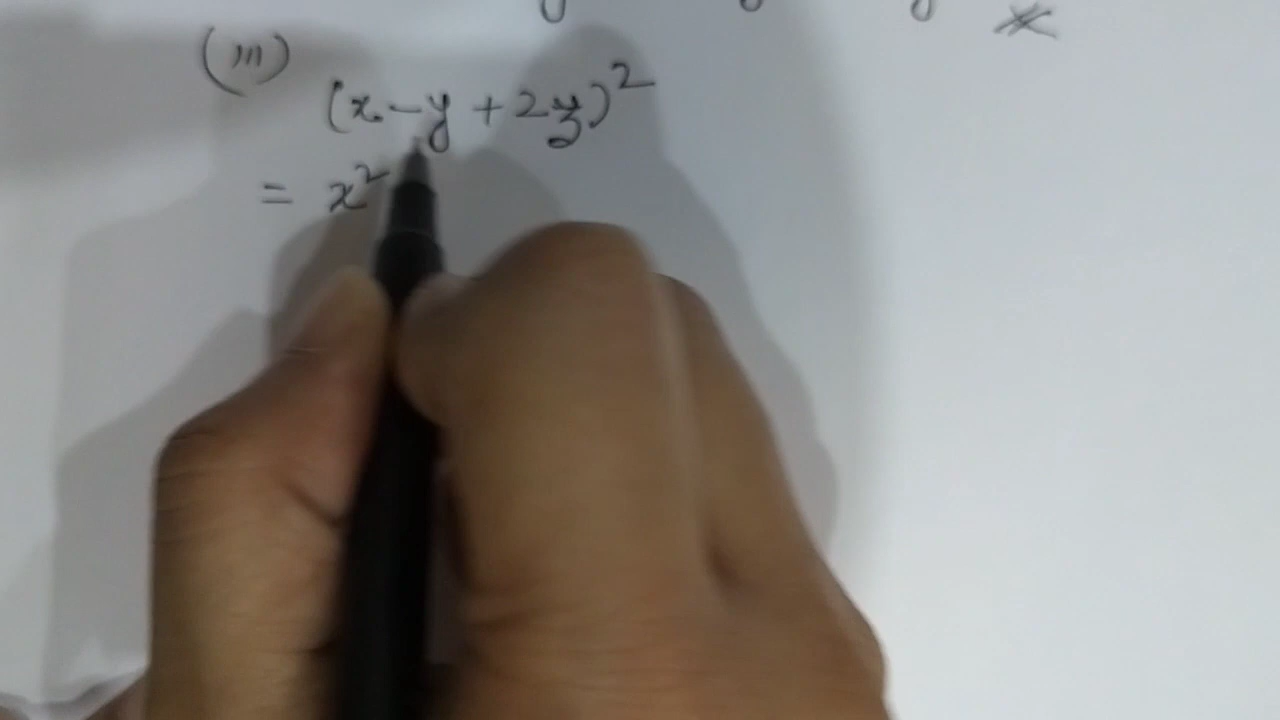 (III)
(x - y + 2z)²
= x²